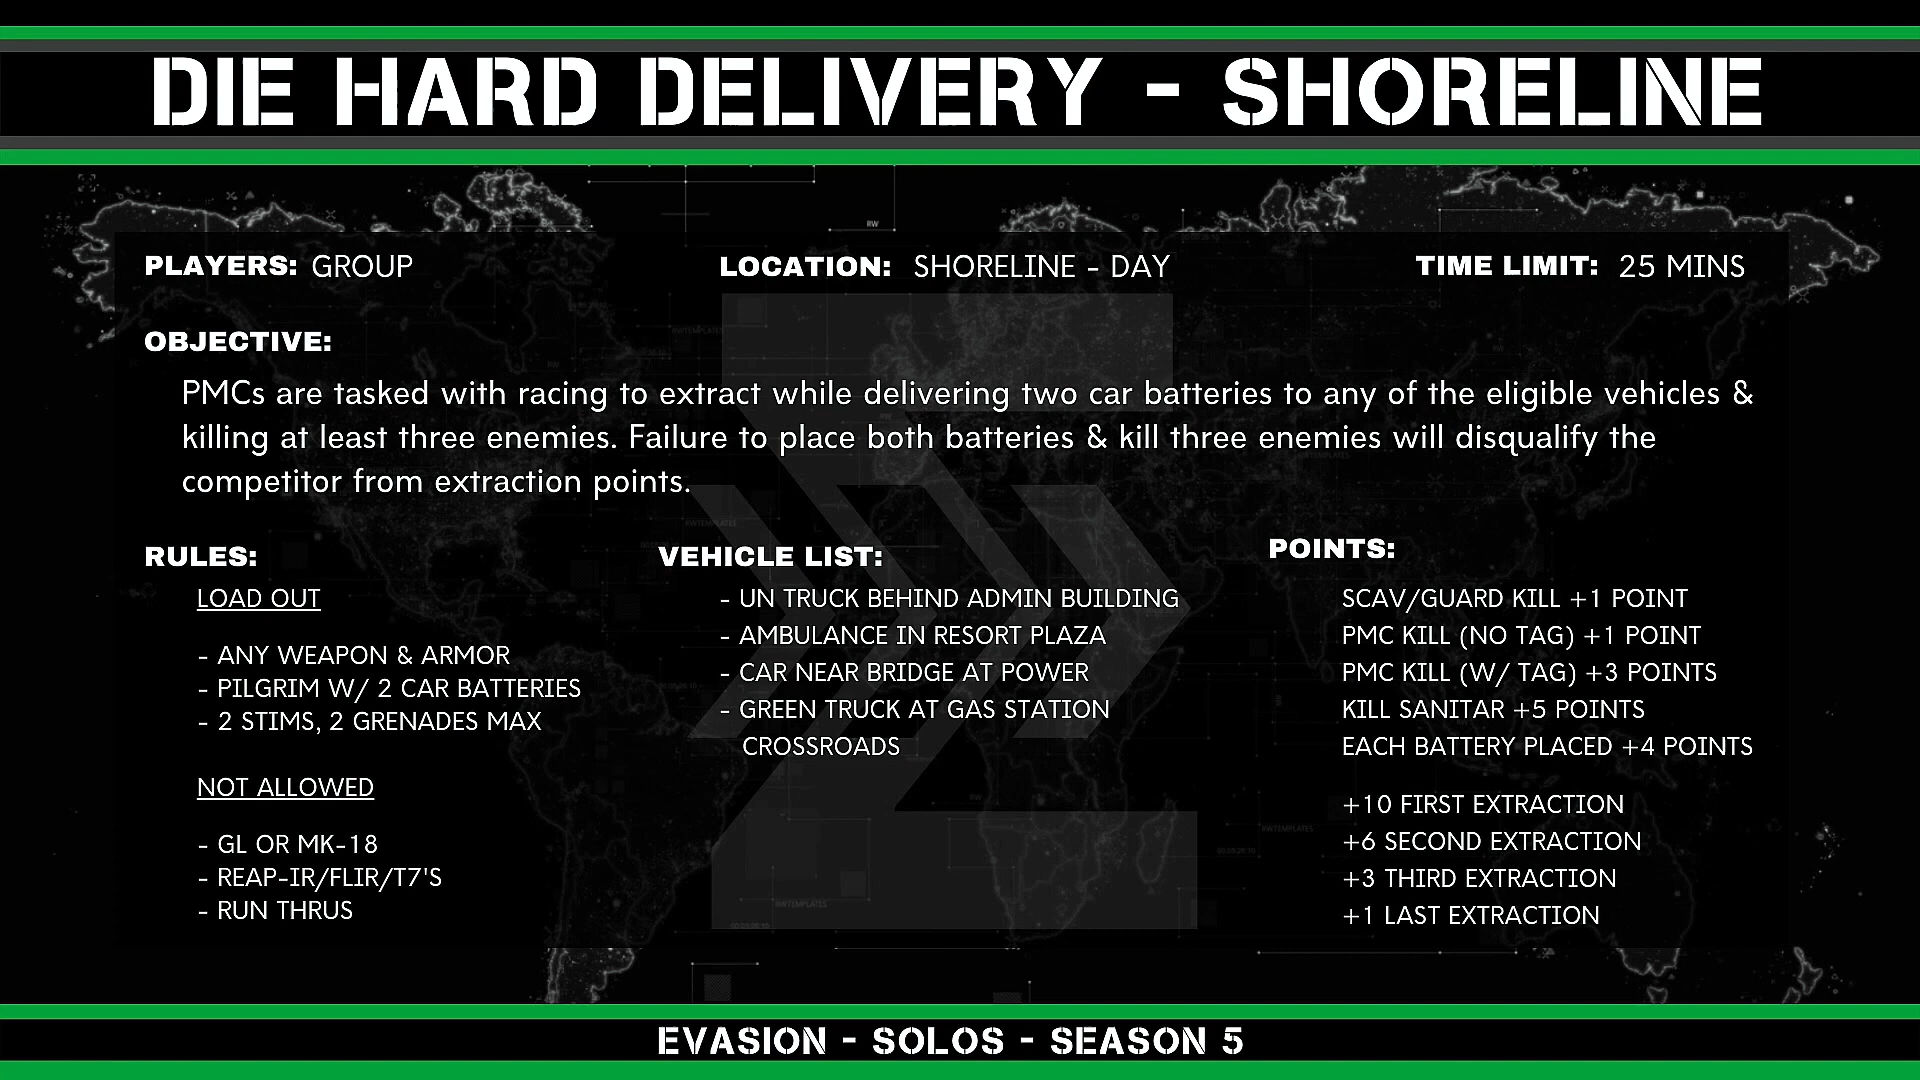 DIE HARD DELIVERY - SHORELINE
PLAYERS: GROUP
LOCATION: SHORELINE - DAY
TIME LIMIT: 25 MINS
OBJECTIVE:
PMCs are tasked with racing to extract while delivering two car batteries to any of the eligible vehicles &
killing at least three enemies. Failure to place both batteries & kill three enemies will disqualify the
competitor from extraction points.
RULES:
LOAD OUT
- ANY WEAPON & ARMOR
- PILGRIM W/ 2 CAR BATTERIES
- 2 STIMS, 2 GRENADES MAX
NOT ALLOWED
- GL OR MK-18
- REAP-IR/FLIR/T7'S
- RUN THRUS
VEHICLE LIST:
- UN TRUCK BEHIND ADMIN BUILDING
- AMBULANCE IN RESORT PLAZA
- CAR NEAR BRIDGE AT POWER
- GREEN TRUCK AT GAS STATION
CROSSROADS
POINTS:
SCAV/GUARD KILL +1 POINT
PMC KILL (NO TAG) +1 POINT
PMC KILL (W/ TAG) +3 POINTS
KILL SANITAR +5 POINTS
EACH BATTERY PLACED +4 POINTS
+10 FIRST EXTRACTION
+6 SECOND EXTRACTION
+3 THIRD EXTRACTION
+1 LAST EXTRACTION
EVASION - SOLOS - SEASON 5